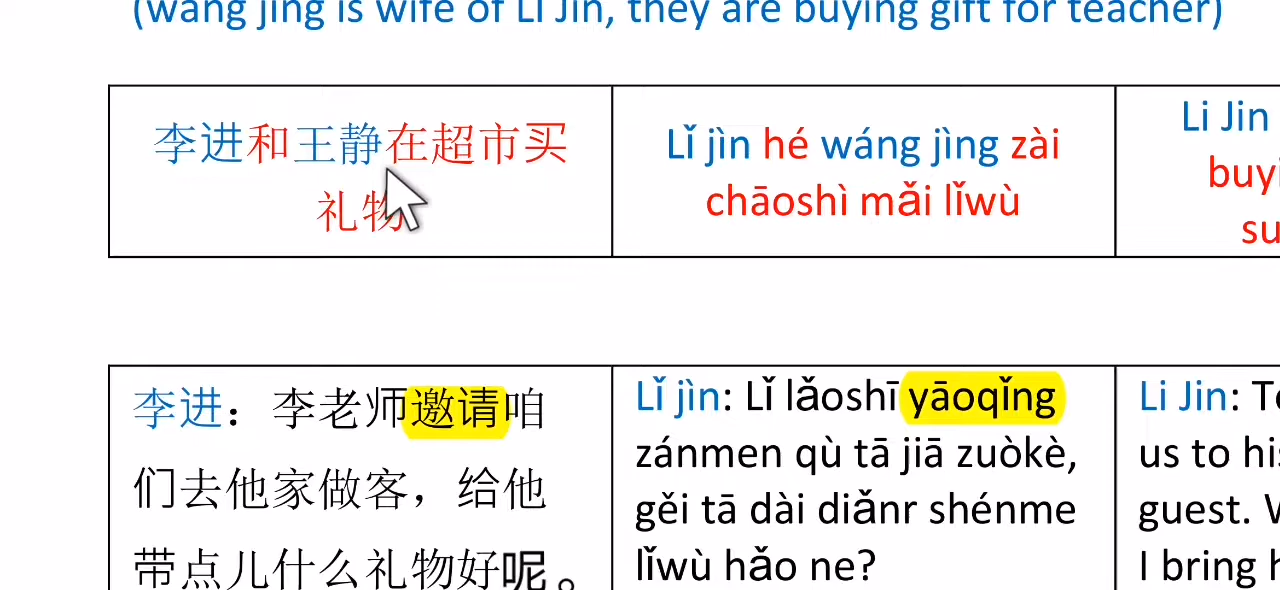 (wang jing is wife of Li Jin, they are buying gift for teacher)
李进和王静在超市买
礼物
Lǐ jìn hé wáng jìng zài
chāoshì mǎi lǐwù
Li Jin
李进：李老师邀请咱
们去他家做客，给他
带点儿什么礼物好呢。
Lǐ jìn: Lǐ lǎoshī yāoqǐng
zánmen qù tā jiā zuòkè,
gěi tā dài diǎnr shénme
lǐwù hǎo ne?
Li Jin:
us to
guest.
I bring